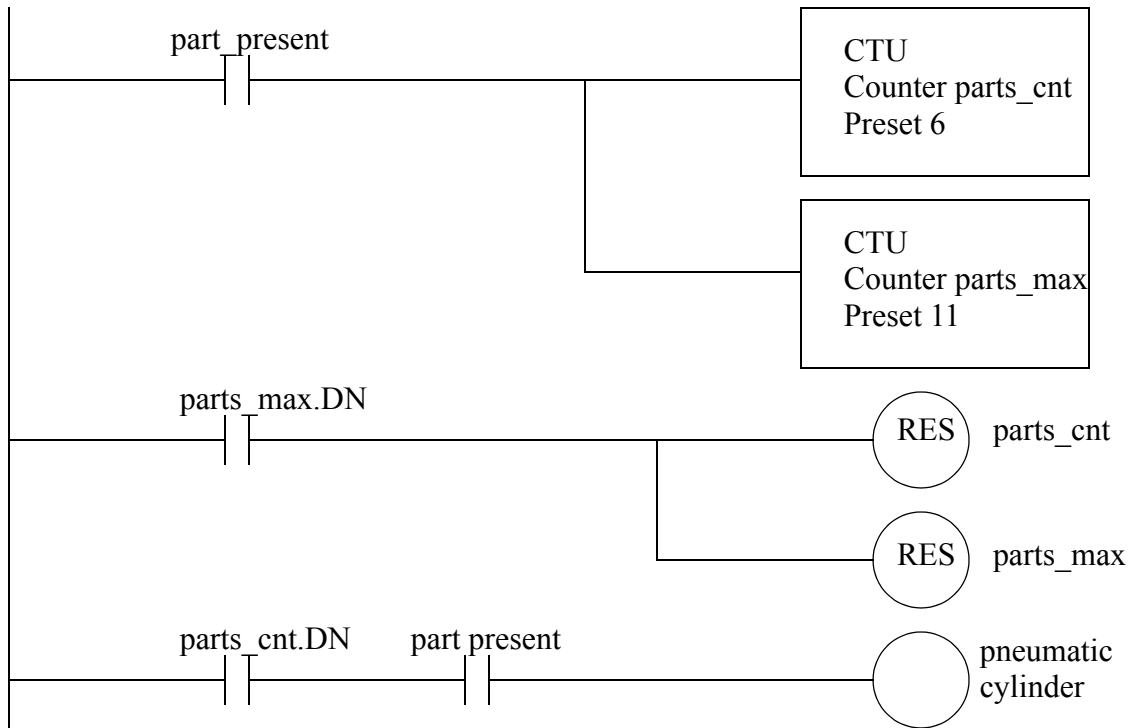 part_present
CTU
Counter parts_cnt
Preset 6
CTU
Counter parts_max
Preset 11
parts_max.DN
RES
parts_cnt
RES
parts_max
parts_cnt.DN
part present
pneumatic
cylinder